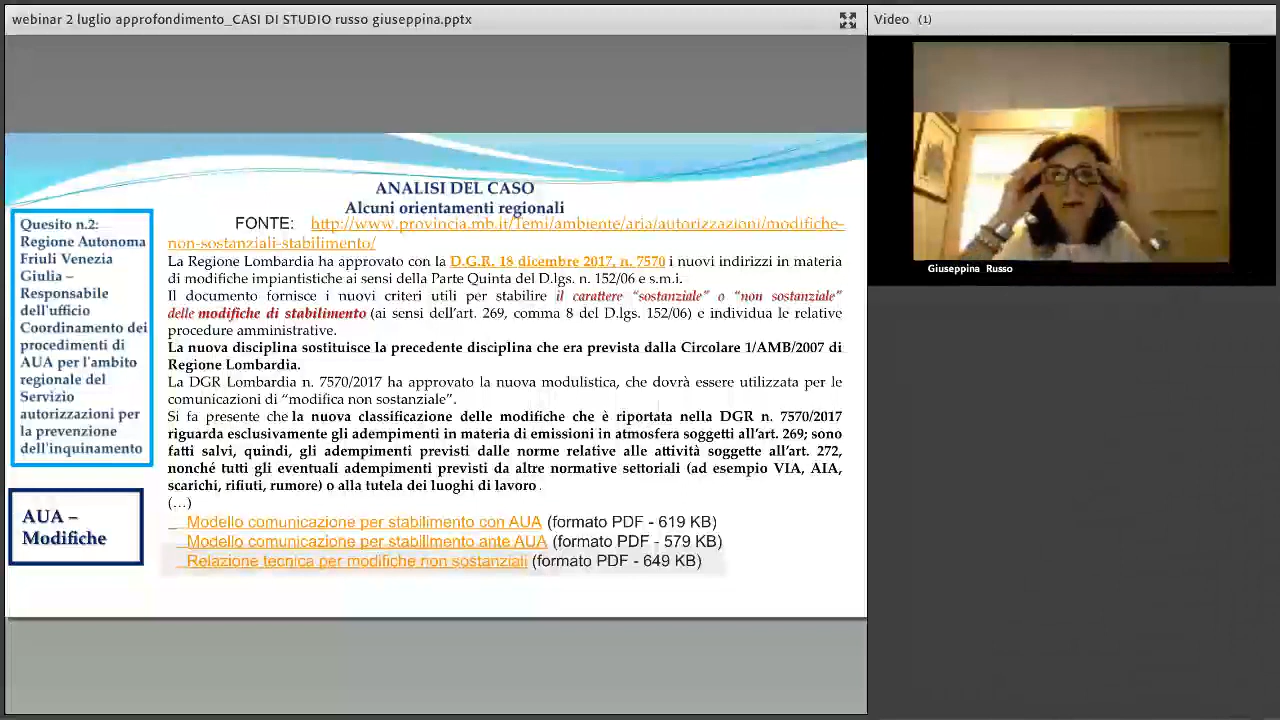 webinar 2 luglio approfondimento_CASI DI STUDIO russo giuseppina.pptx
Video (1)
Giuseppina Russo
ANALISI DEL CASO
Alcuni orientamenti regionali
Quesito n.2:
Regione Autonoma
Friuli Venezia
Giulia –
Responsabile
dell'ufficio
Coordinamento dei
procedimenti di
AUA per l'ambito
regionale del
Servizio
autorizzazioni per
la prevenzione
dell'inquinamento
AUA –
Modifiche
FONTE: http://www.provincia.mb.it/Temi/ambiente/aria/autorizzazioni/modifiche-
non-sostanziali-stabilimento/
La Regione Lombardia ha approvato con la D.G.R. 18 dicembre 2017, n. 7570 i nuovi indirizzi in materia
di modifiche impiantistiche ai sensi della Parte Quinta del D.lgs. n. 152/06 e s.m.i.
Il documento fornisce i nuovi criteri utili per stabilire il carattere “sostanziale” o “non sostanziale”
delle modifiche di stabilimento (ai sensi dell’art. 269, comma 8 del D.lgs. 152/06) e individua le relative
procedure amministrative.
La nuova disciplina sostituisce la precedente disciplina che era prevista dalla Circolare 1/AMB/2007 di
Regione Lombardia.
La DGR Lombardia n. 7570/2017 ha approvato la nuova modulistica, che dovrà essere utilizzata per le
comunicazioni di “modifica non sostanziale”.
Si fa presente che la nuova classificazione delle modifiche che è riportata nella DGR n. 7570/2017
riguarda esclusivamente gli adempimenti in materia di emissioni in atmosfera soggetti all’art. 269; sono
fatti salvi, quindi, gli adempimenti previsti dalle norme relative alle attività soggette all’art. 272,
nonché tutti gli eventuali adempimenti previsti da altre normative settoriali (ad esempio VIA, AIA,
scarichi, rifiuti, rumore) o alla tutela dei luoghi di lavoro.
(…)
Modello comunicazione per stabilimento con AUA (formato PDF - 619 KB)
Modello comunicazione per stabilimento ante AUA (formato PDF - 579 KB)
Relazione tecnica per modifiche non sostanziali (formato PDF - 649 KB)